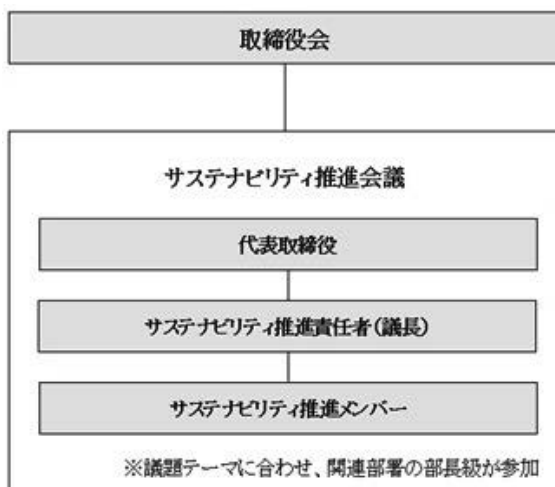 取締役会
サステナビリティ推進会議
代表取締役
サステナビリティ推進責任者(議長)
サステナビリティ推進メンバー
※議題テーマに合わせ、関連部署の部長級が参加